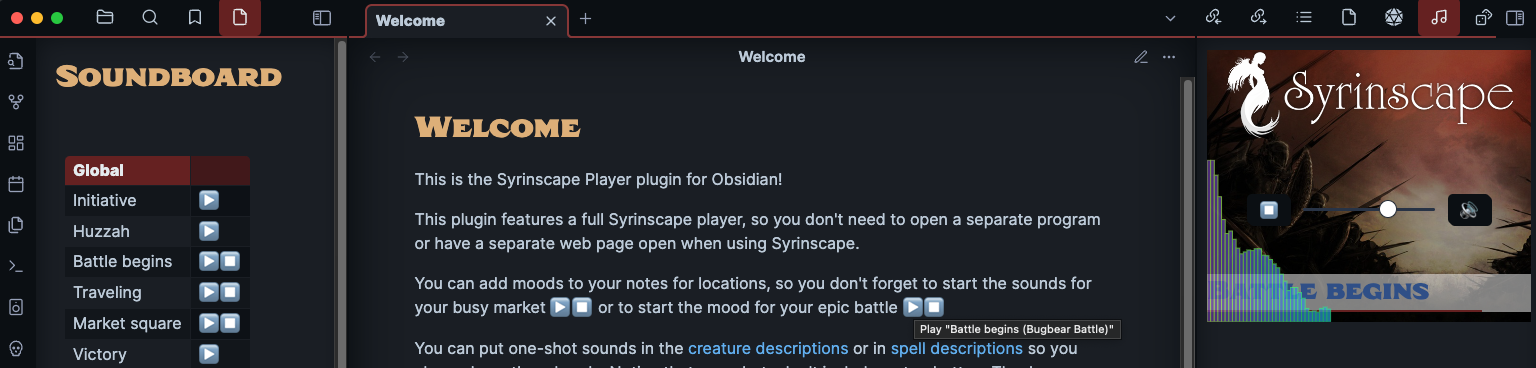 Welcome
SOUNDBOARD
Global
Initiative
Huzzah
Battle begins
Traveling
Market square
Victory
Welcome
WELCOME
This is the Syrinscape Player plugin for Obsidian!
This plugin features a full Syrinscape player, so you don't need to open a separate program
or have a separate web page open when using Syrinscape.
You can add moods to your notes for locations, so you don't forget to start the sounds for
your busy market or to start the mood for your epic battle
Play "Battle begins (Bugbear Battle)"
You can put one-shot sounds in the creature descriptions or in spell descriptions so you
Syrinscape
BATTLE BEGINS